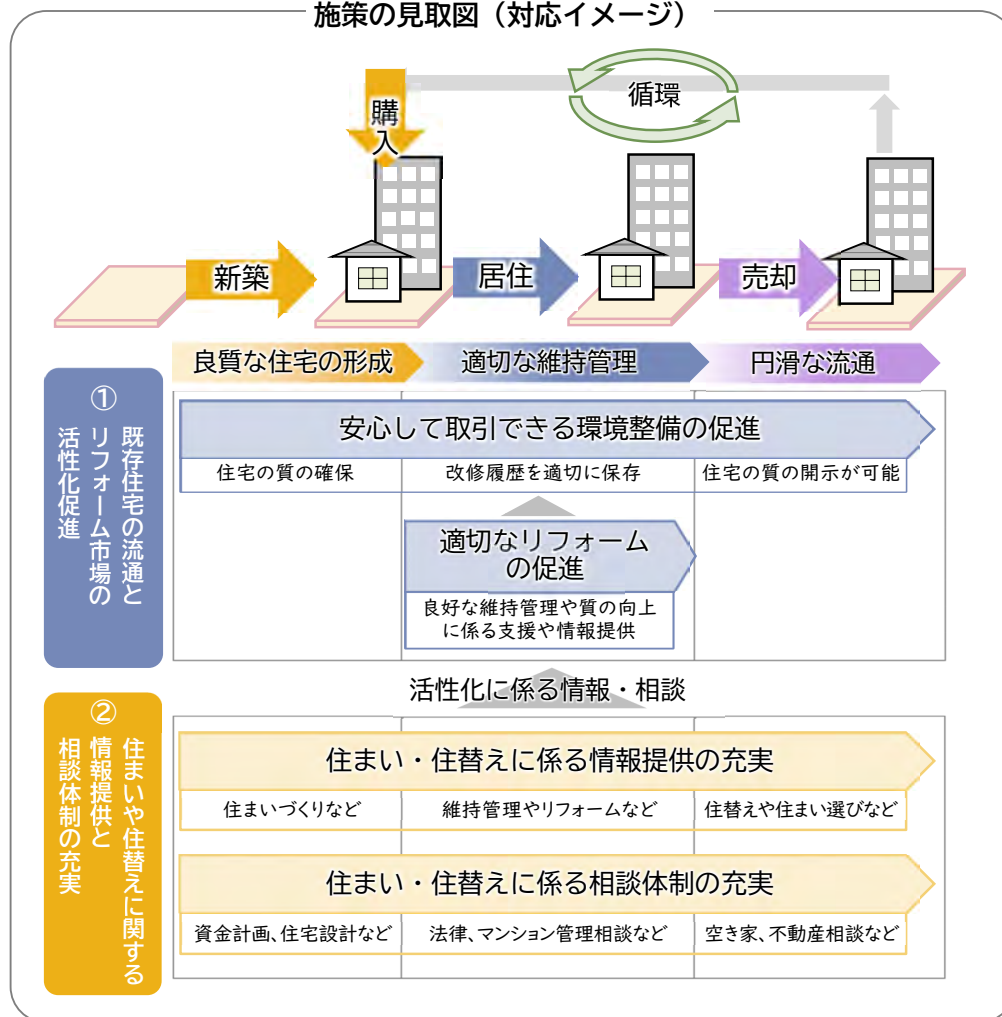 施策の見取図（対応イメージ）
循環
購
入
新築
居住
売却
良質な住宅の形成
適切な維持管理
円滑な流通
①
既存住宅の流通と
リフォーム市場の
活性化促進
安心して取引できる環境整備の促進
住宅の質の確保
改修履歴を適切に保存
住宅の質の開示が可能
適切なリフォーム
の促進
良好な維持管理や質の向上
に係る支援や情報提供
活性化に係る情報・相談
②
住まいや住替えに関する
情報提供と
相談体制の充実
住まい・住替えに係る情報提供の充実
住まいづくりなど
維持管理やリフォームなど
住替えや住まい選びなど
住まい・住替えに係る相談体制の充実
資金計画、住宅設計など
法律、マンション管理相談など
空き家、不動産相談など